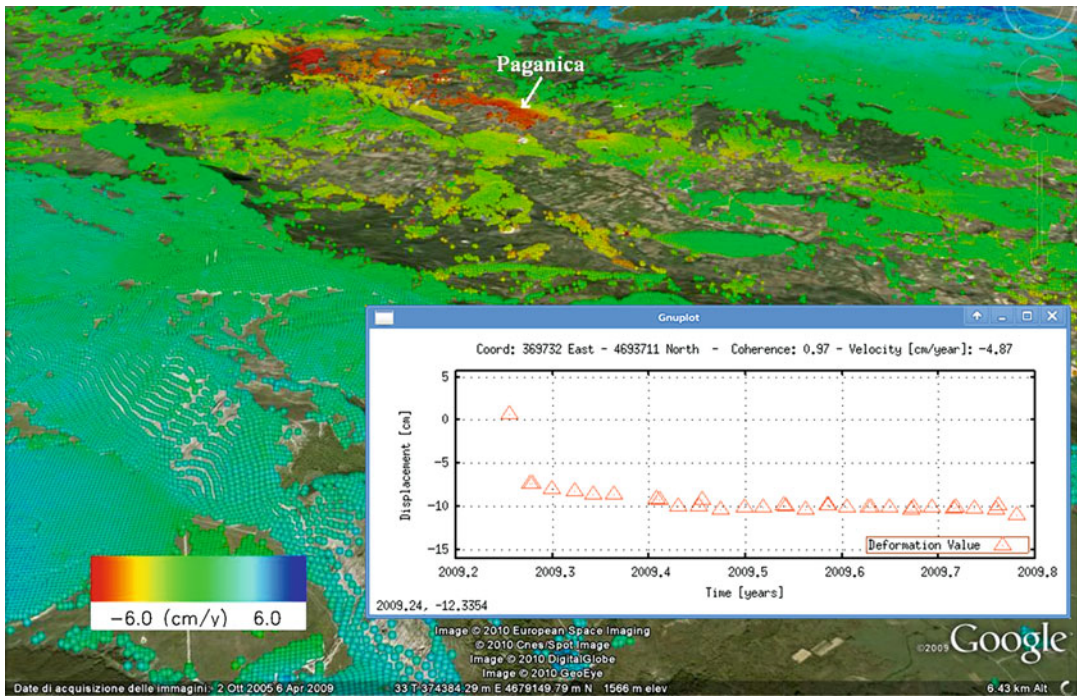 Paganica
Gnuplot
Coord: 369732 East - 4693711 North - Coherence: 0.97 - Velocity [cm/year]: -4.87
5
0
-5
-10
-15
Displacement [cm]
Deformation Value
2009.2 2009.3 2009.4 2009.5 2009.6 2009.7 2009.8
Time [years]
2009.24, -12.3354
−6.0 (cm/y) 6.0
Image © 2010 European Space Imaging
© 2010 Cnes/Spot Image
Image © 2010 DigitalGlobe
Image © 2010 GeoEye
©2009 Google
Date di acquisizione delle immagini: 2 Ott 2005 6 Apr 2009
33 T 374384.29 m E 4679149.79 m N 1566 m elev
6.43 km Alt